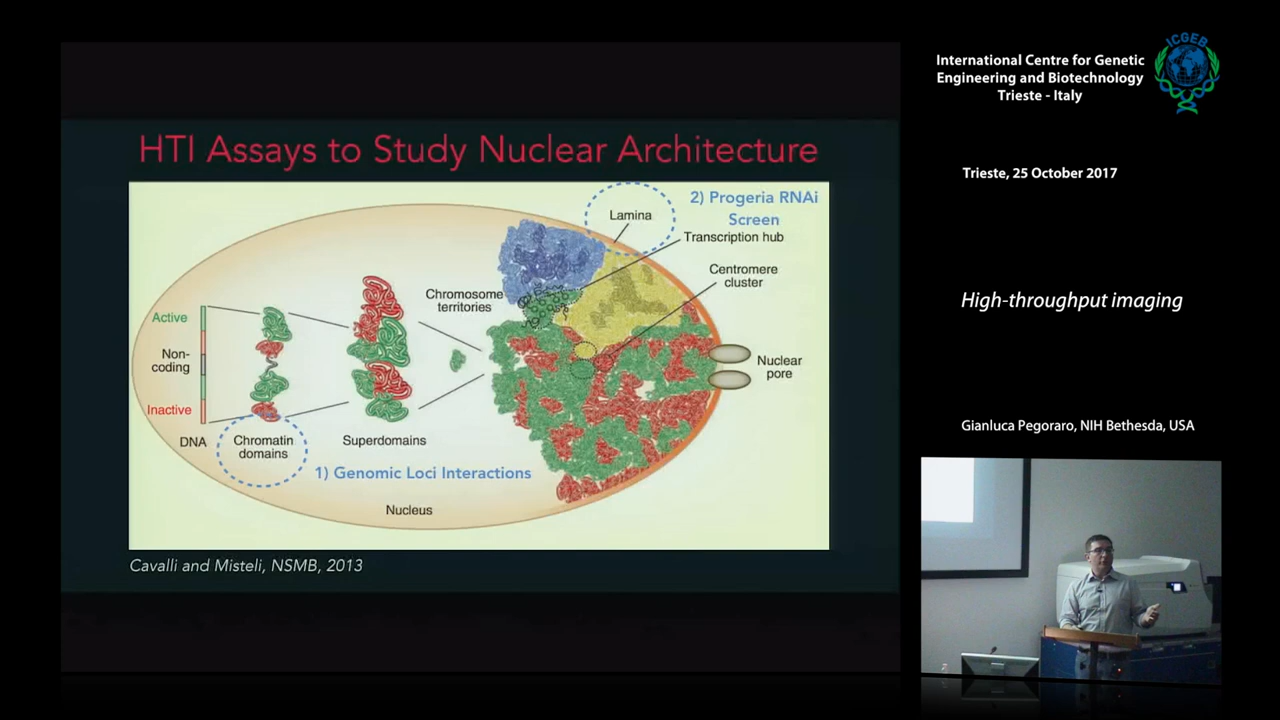 HTI Assays to Study Nuclear Architecture
2) Progeria RNAi
Screen
Lamina
Transcription hub
Centromere
cluster
Chromosome
territories
Active
Non-
coding
Inactive
DNA
Chromatin
domains
Superdomains
Nuclear
pore
1) Genomic Loci Interactions
Nucleus
Cavalli and Misteli, NSMB, 2013
International Centre for Genetic
Engineering and Biotechnology
Trieste - Italy
ICGEB
Trieste, 25 October 2017
High-throughput imaging
Gianluca Pegoraro, NIH Bethesda, USA